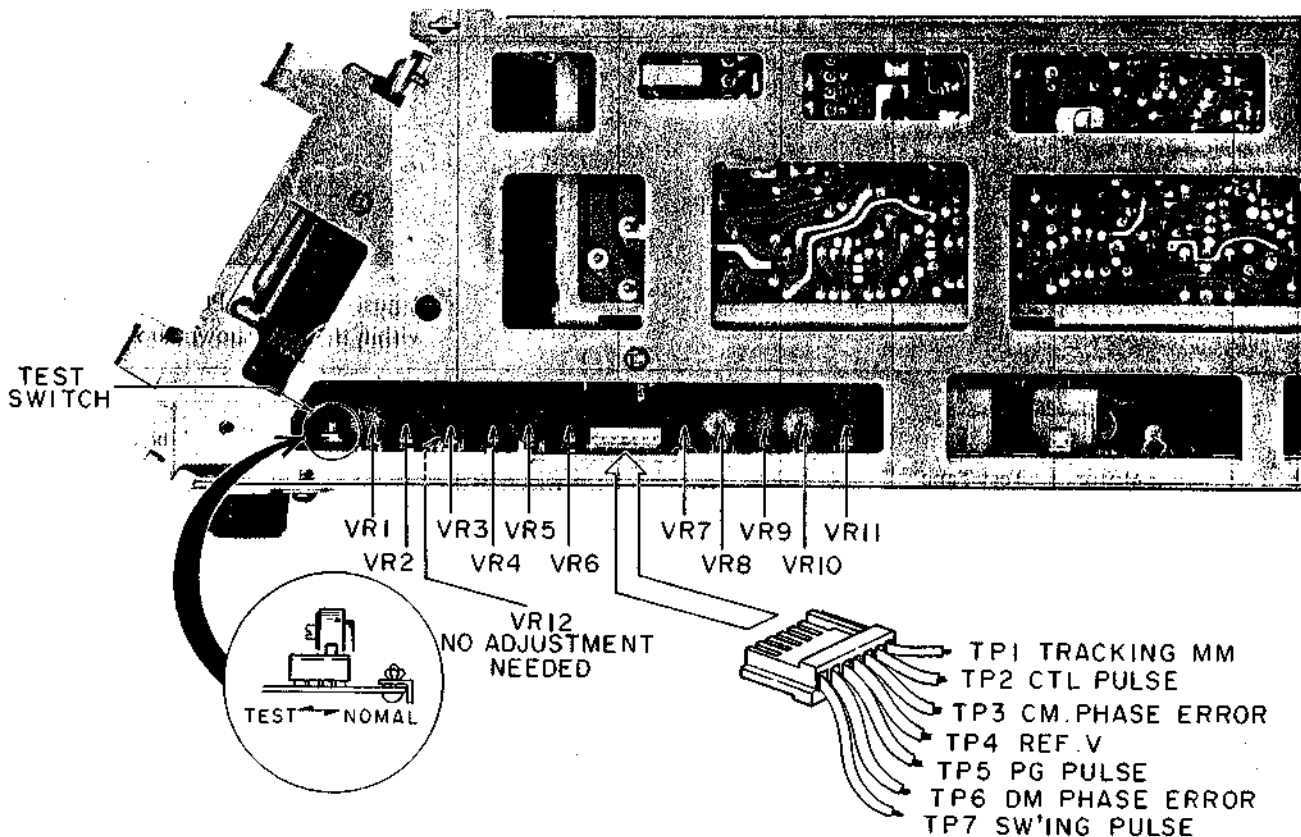 TEST
SWITCH
VR1
VR2
VR3
VR4
VR5
VR6
VR7
VR8
VR9
VR10
VR11
VR12
NO ADJUSTMENT
NEEDED
TEST NOMAL
TP1 TRACKING MM
TP2 CTL PULSE
TP3 CM.PHASE ERROR
TP4 REF.V
TP5 PG PULSE
TP6 DM PHASE ERROR
TP7 SW'ING PULSE